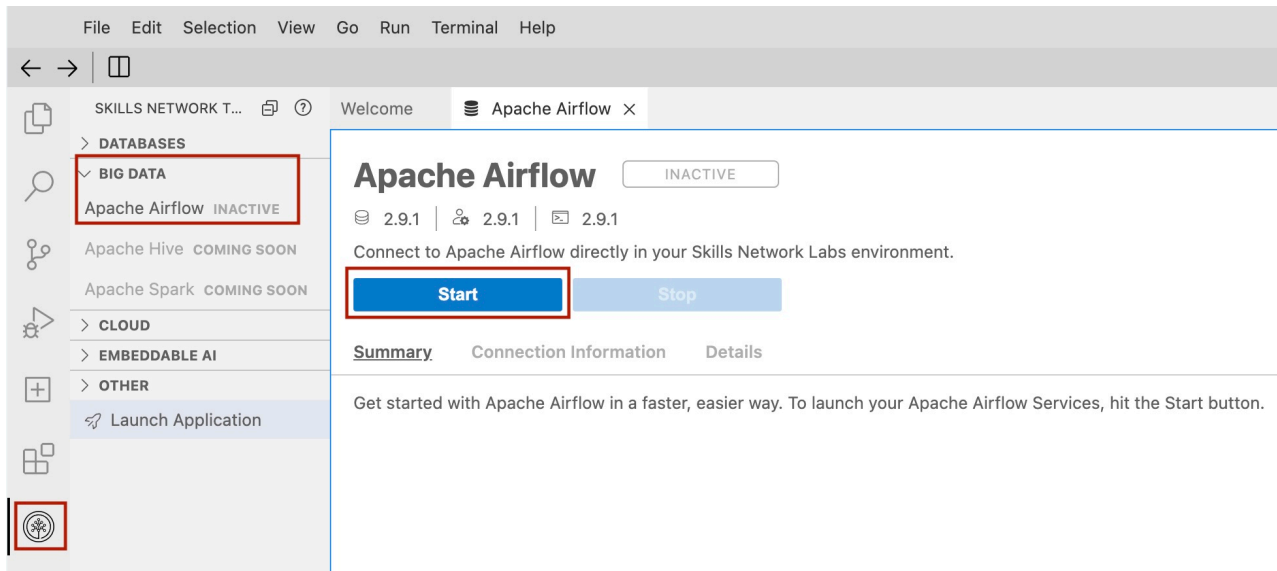 File Edit Selection View Go Run Terminal Help
SKILLS NETWORK T...
Welcome
Apache Airflow
DATABASES
BIG DATA
Apache Airflow INACTIVE
Apache Hive COMING SOON
Apache Spark COMING SOON
CLOUD
EMBEDDABLE AI
OTHER
Launch Application
Apache Airflow INACTIVE
2.9.1 2.9.1 2.9.1
Connect to Apache Airflow directly in your Skills Network Labs environment.
Start Stop
Summary Connection Information Details
Get started with Apache Airflow in a faster, easier way. To launch your Apache Airflow Services, hit the Start button.